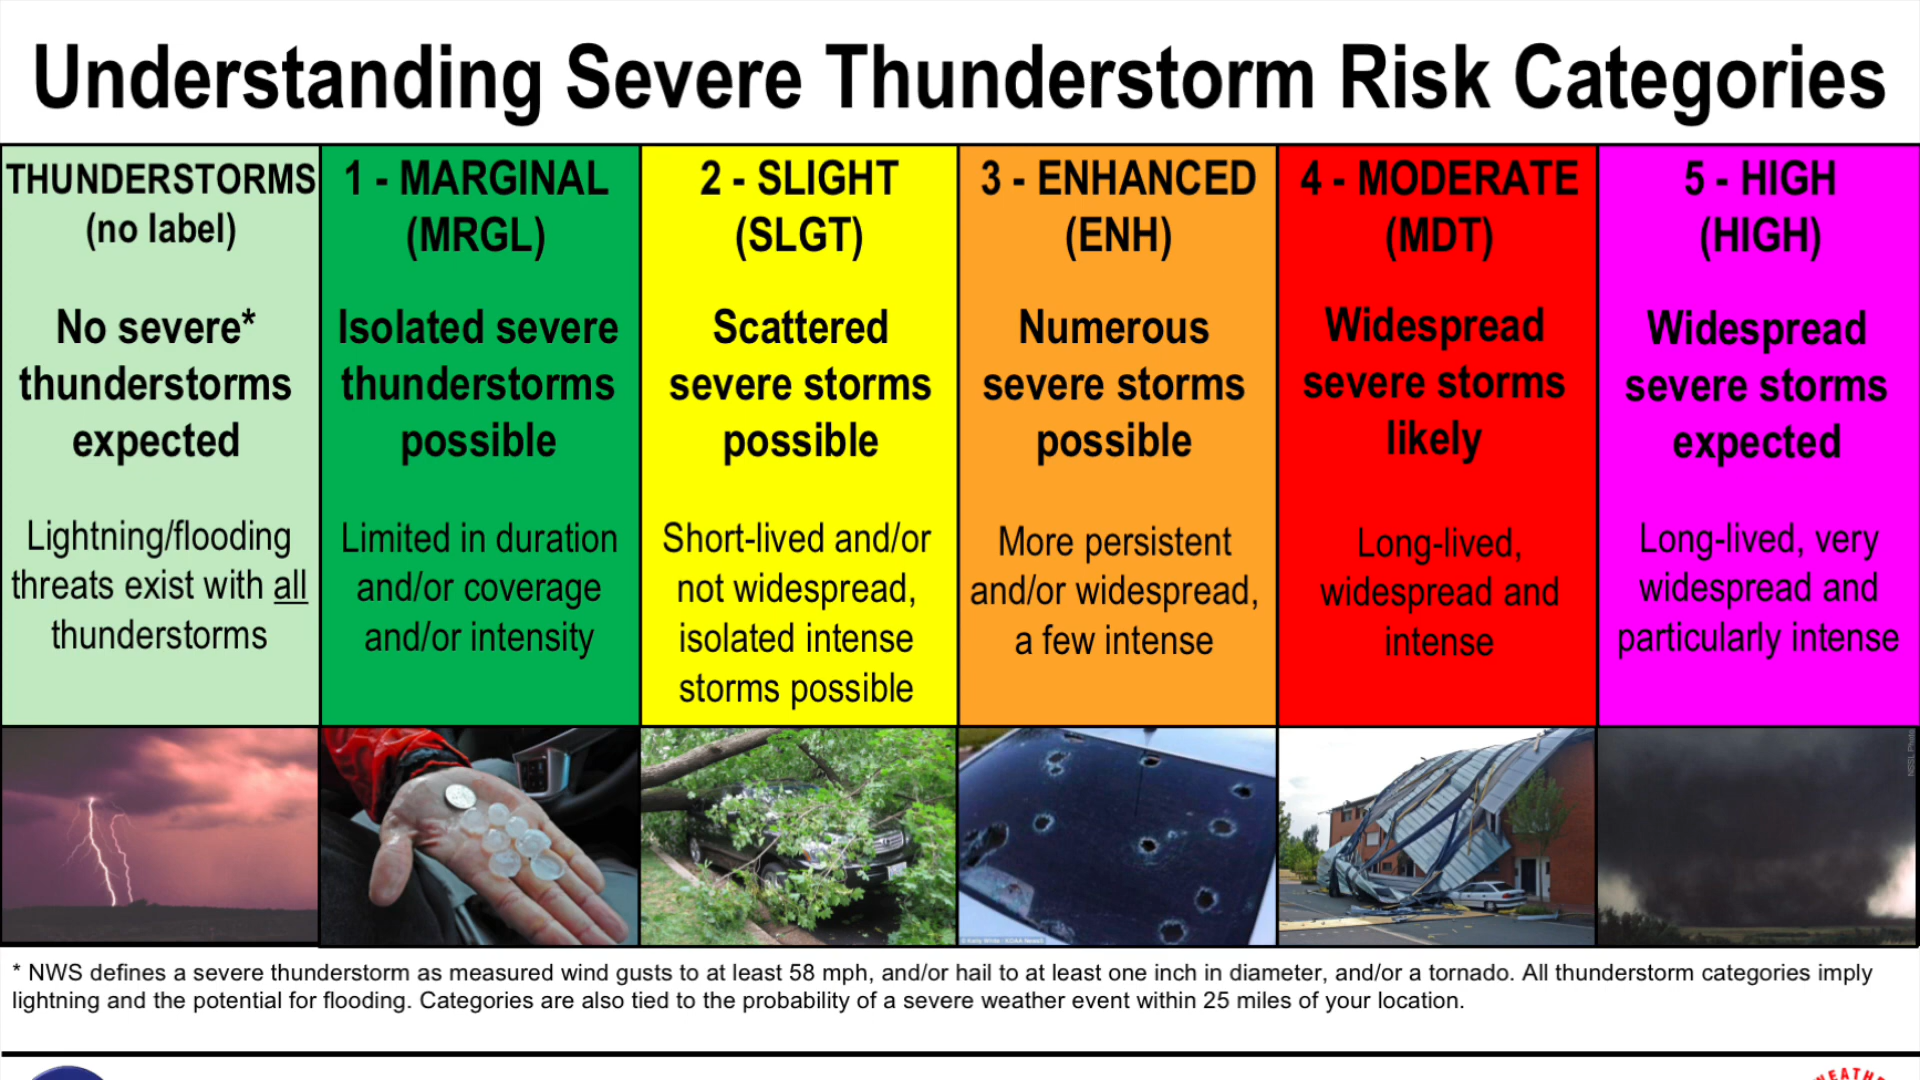 Understanding Severe Thunderstorm Risk Categories
THUNDERSTORMS
(no label)
No severe*
thunderstorms
expected
Lightning/flooding
threats exist with all
thunderstorms
1 - MARGINAL
(MRGL)
Isolated severe
thunderstorms
possible
Limited in duration
and/or coverage
and/or intensity
2 - SLIGHT
(SLGT)
Scattered
severe storms
possible
Short-lived and/or
not widespread,
isolated intense
storms possible
3 - ENHANCED
(ENH)
Numerous
severe storms
possible
More persistent
and/or widespread,
a few intense
4 - MODERATE
(MDT)
Widespread
severe storms
likely
Long-lived,
widespread and
intense
5 - HIGH
(HIGH)
Widespread
severe storms
expected
Long-lived, very
widespread and
particularly intense
NSSL Photo
* NWS defines a severe thunderstorm as measured wind gusts to at least 58 mph, and/or hail to at least one inch in diameter, and/or a tornado. All thunderstorm categories imply
lightning and the potential for flooding. Categories are also tied to the probability of a severe weather event within 25 miles of your location.